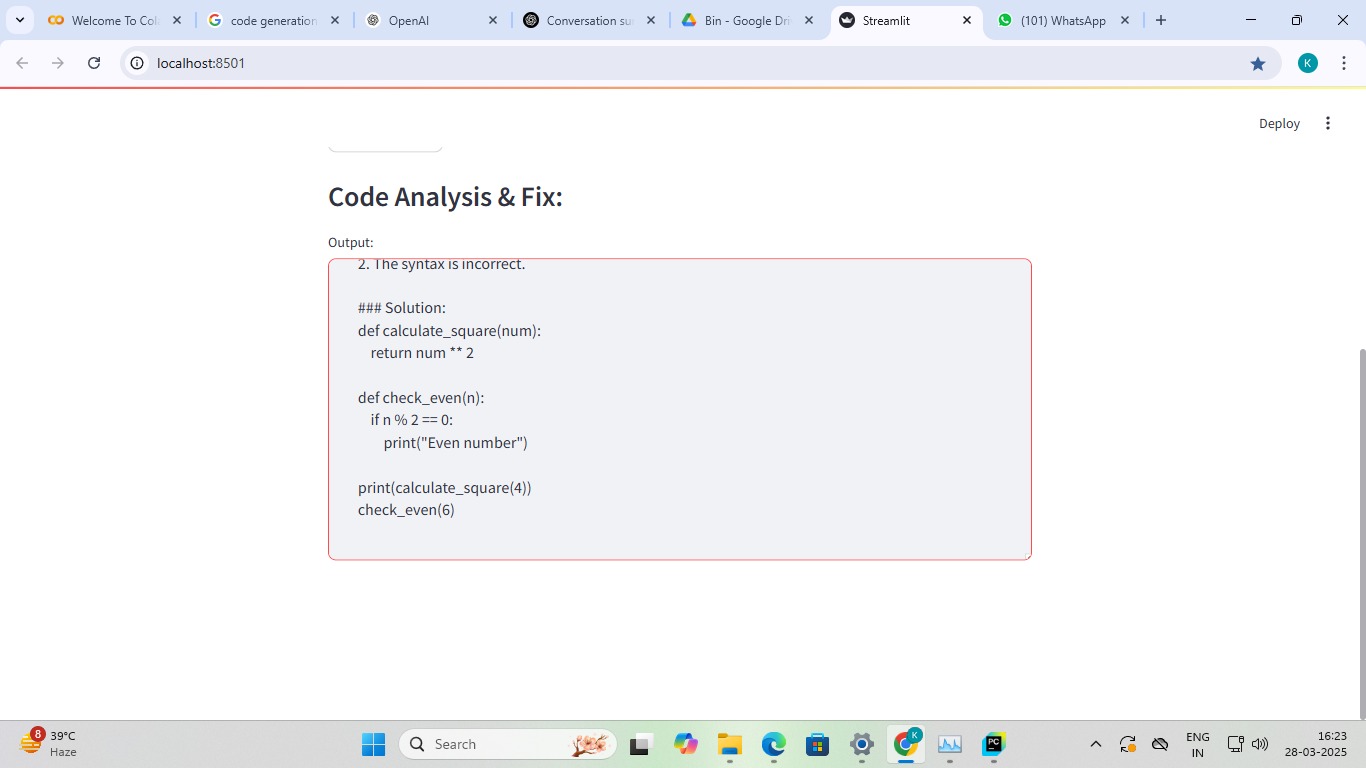 Welcome To Col
code generation
OpenAI
Conversation su
Bin - Google Dri
Streamlit
(101) WhatsApp
localhost:8501
K
Deploy
Code Analysis & Fix:
Output:
2. The syntax is incorrect.
### Solution:
def calculate_square(num):
return num ** 2
def check_even(n):
if n % 2 == 0:
print("Even number")
print(calculate_square(4))
check_even(6)
8
39°C
Haze
Search
K
PC
ENG
IN
16:23
28-03-2025